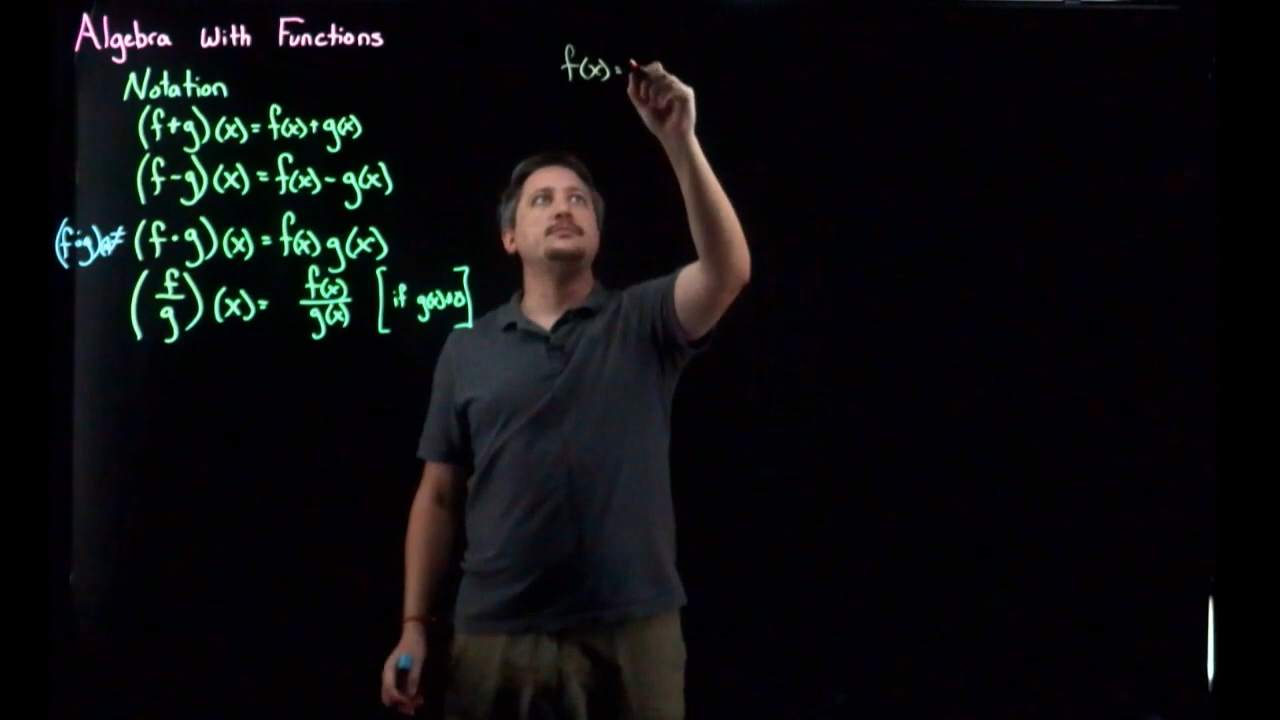 Algebra with Functions
Notation
(f+g)(x)=f(x)+g(x)
(f-g)(x)=f(x)-g(x)
(f·g)(x)≠ (f·g)(x)=f(x)g(x)
(f/g)(x)= f(x)/g(x) [if g(x)≠0]
f(x)=